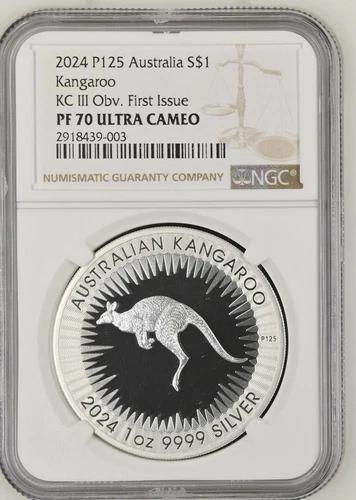 2024 P125 Australia S$1
Kangaroo
KC III Obv. First Issue
PF 70 ULTRA CAMEO
2918439-003
NUMISMATIC GUARANTY COMPANY
NGC
AUSTRALIAN KANGAROO
P125
2024 1oz 9999 SILVER